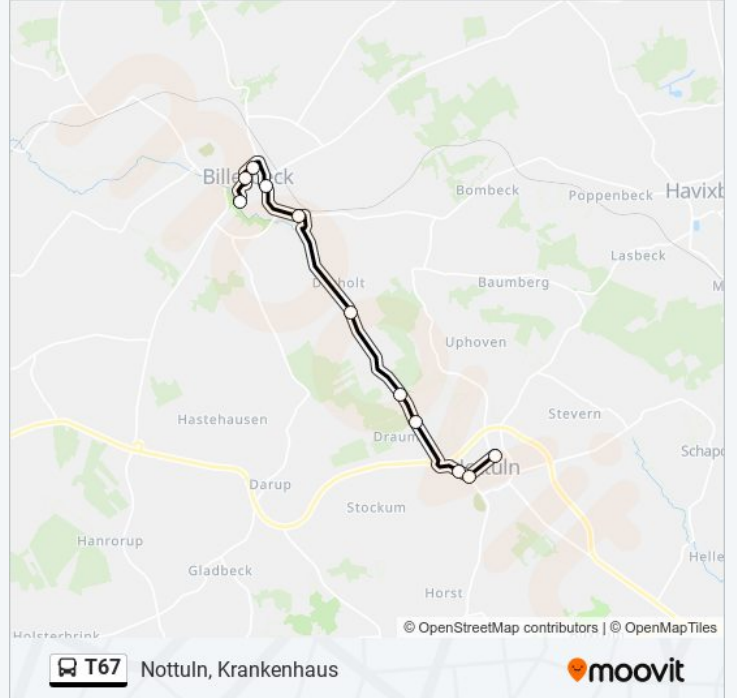 Billerbeck
Bombeck
Poppenbeck
Havixb
Lasbeck
Baumberg
M
Uphoven
Hastehausen
Stevern
Draum
Nottuln
Schapd
Darup
Stockum
Hanrorup
Gladbeck
Helle
Horst
Holsterbrink
© OpenStreetMap contributors | © OpenMapTiles
T67 Nottuln, Krankenhaus moovit